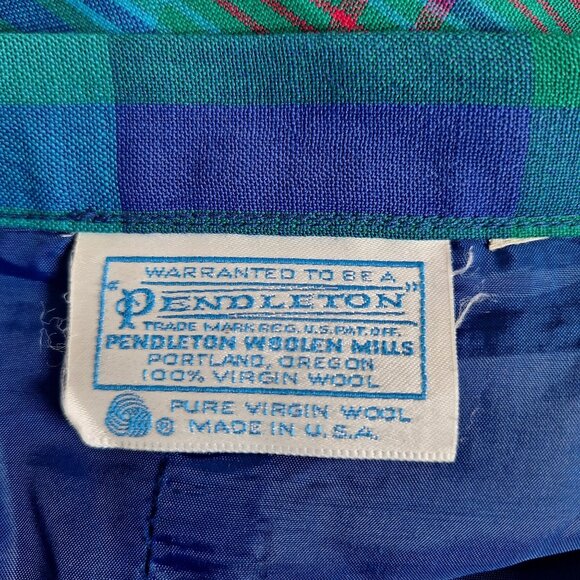 WARRANTED TO BE A
"PENDLETON"
TRADE MARK REG. U.S. PAT. OFF.
PENDLETON WOOLEN MILLS
PORTLAND, OREGON
100% VIRGIN WOOL
® PURE VIRGIN WOOL
MADE IN U.S.A.